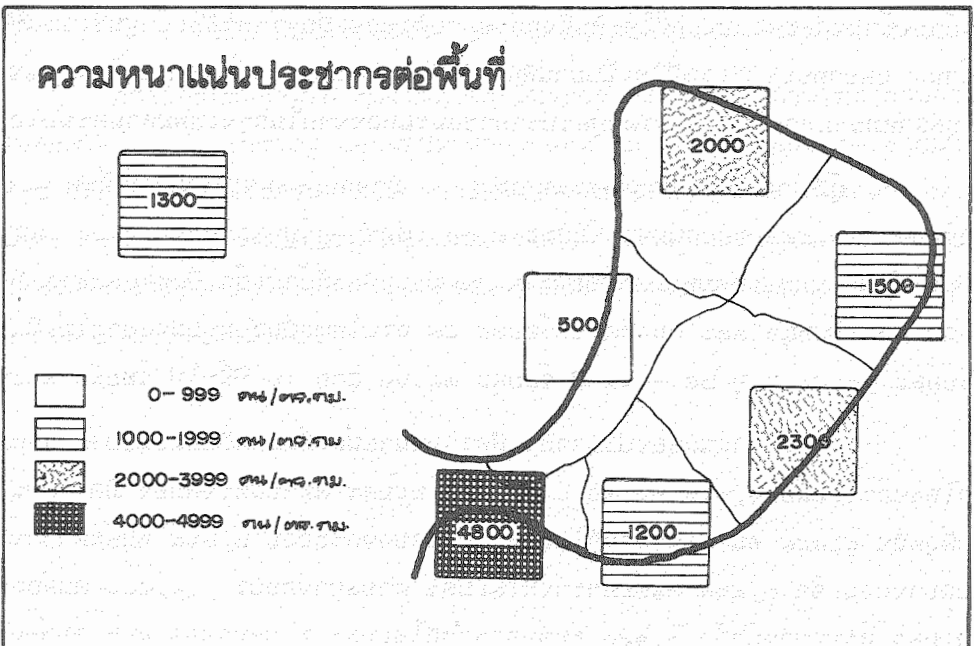 ความหนาแน่นประชากรต่อพื้นที่
2000
1300
1500
500
0-999 คน/ตร.กม.
1000-1999 คน/ตร.กม
2300
2000-3999 คน/ตร.กม.
4000-4999 คน/ตร.กม.
4800
1200